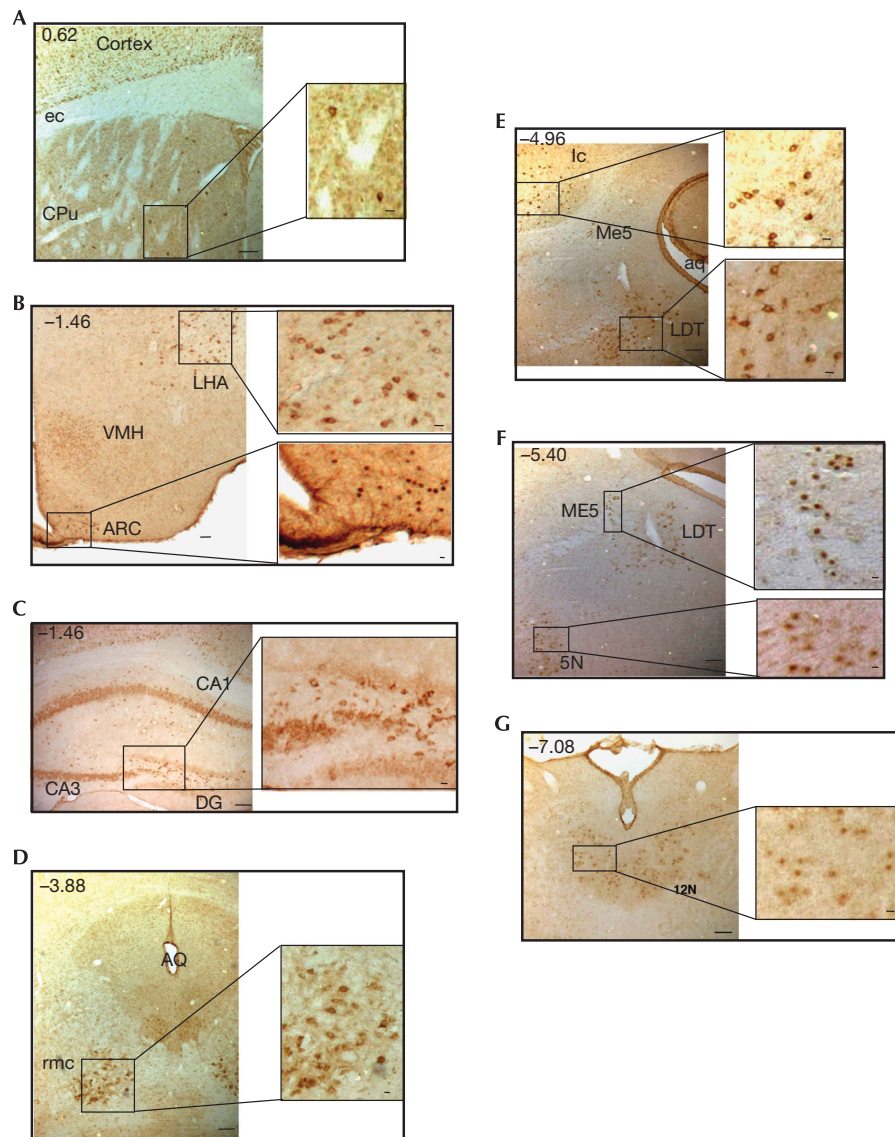 A
0.62
Cortex
ec
CPu
B
–1.46
LHA
VMH
ARC
C
–1.46
CA1
CA3
DG
D
–3.88
AQ
rmc
E
–4.96
Ic
Me5
aq
LDT
F
–5.40
ME5
LDT
5N
G
–7.08
12N